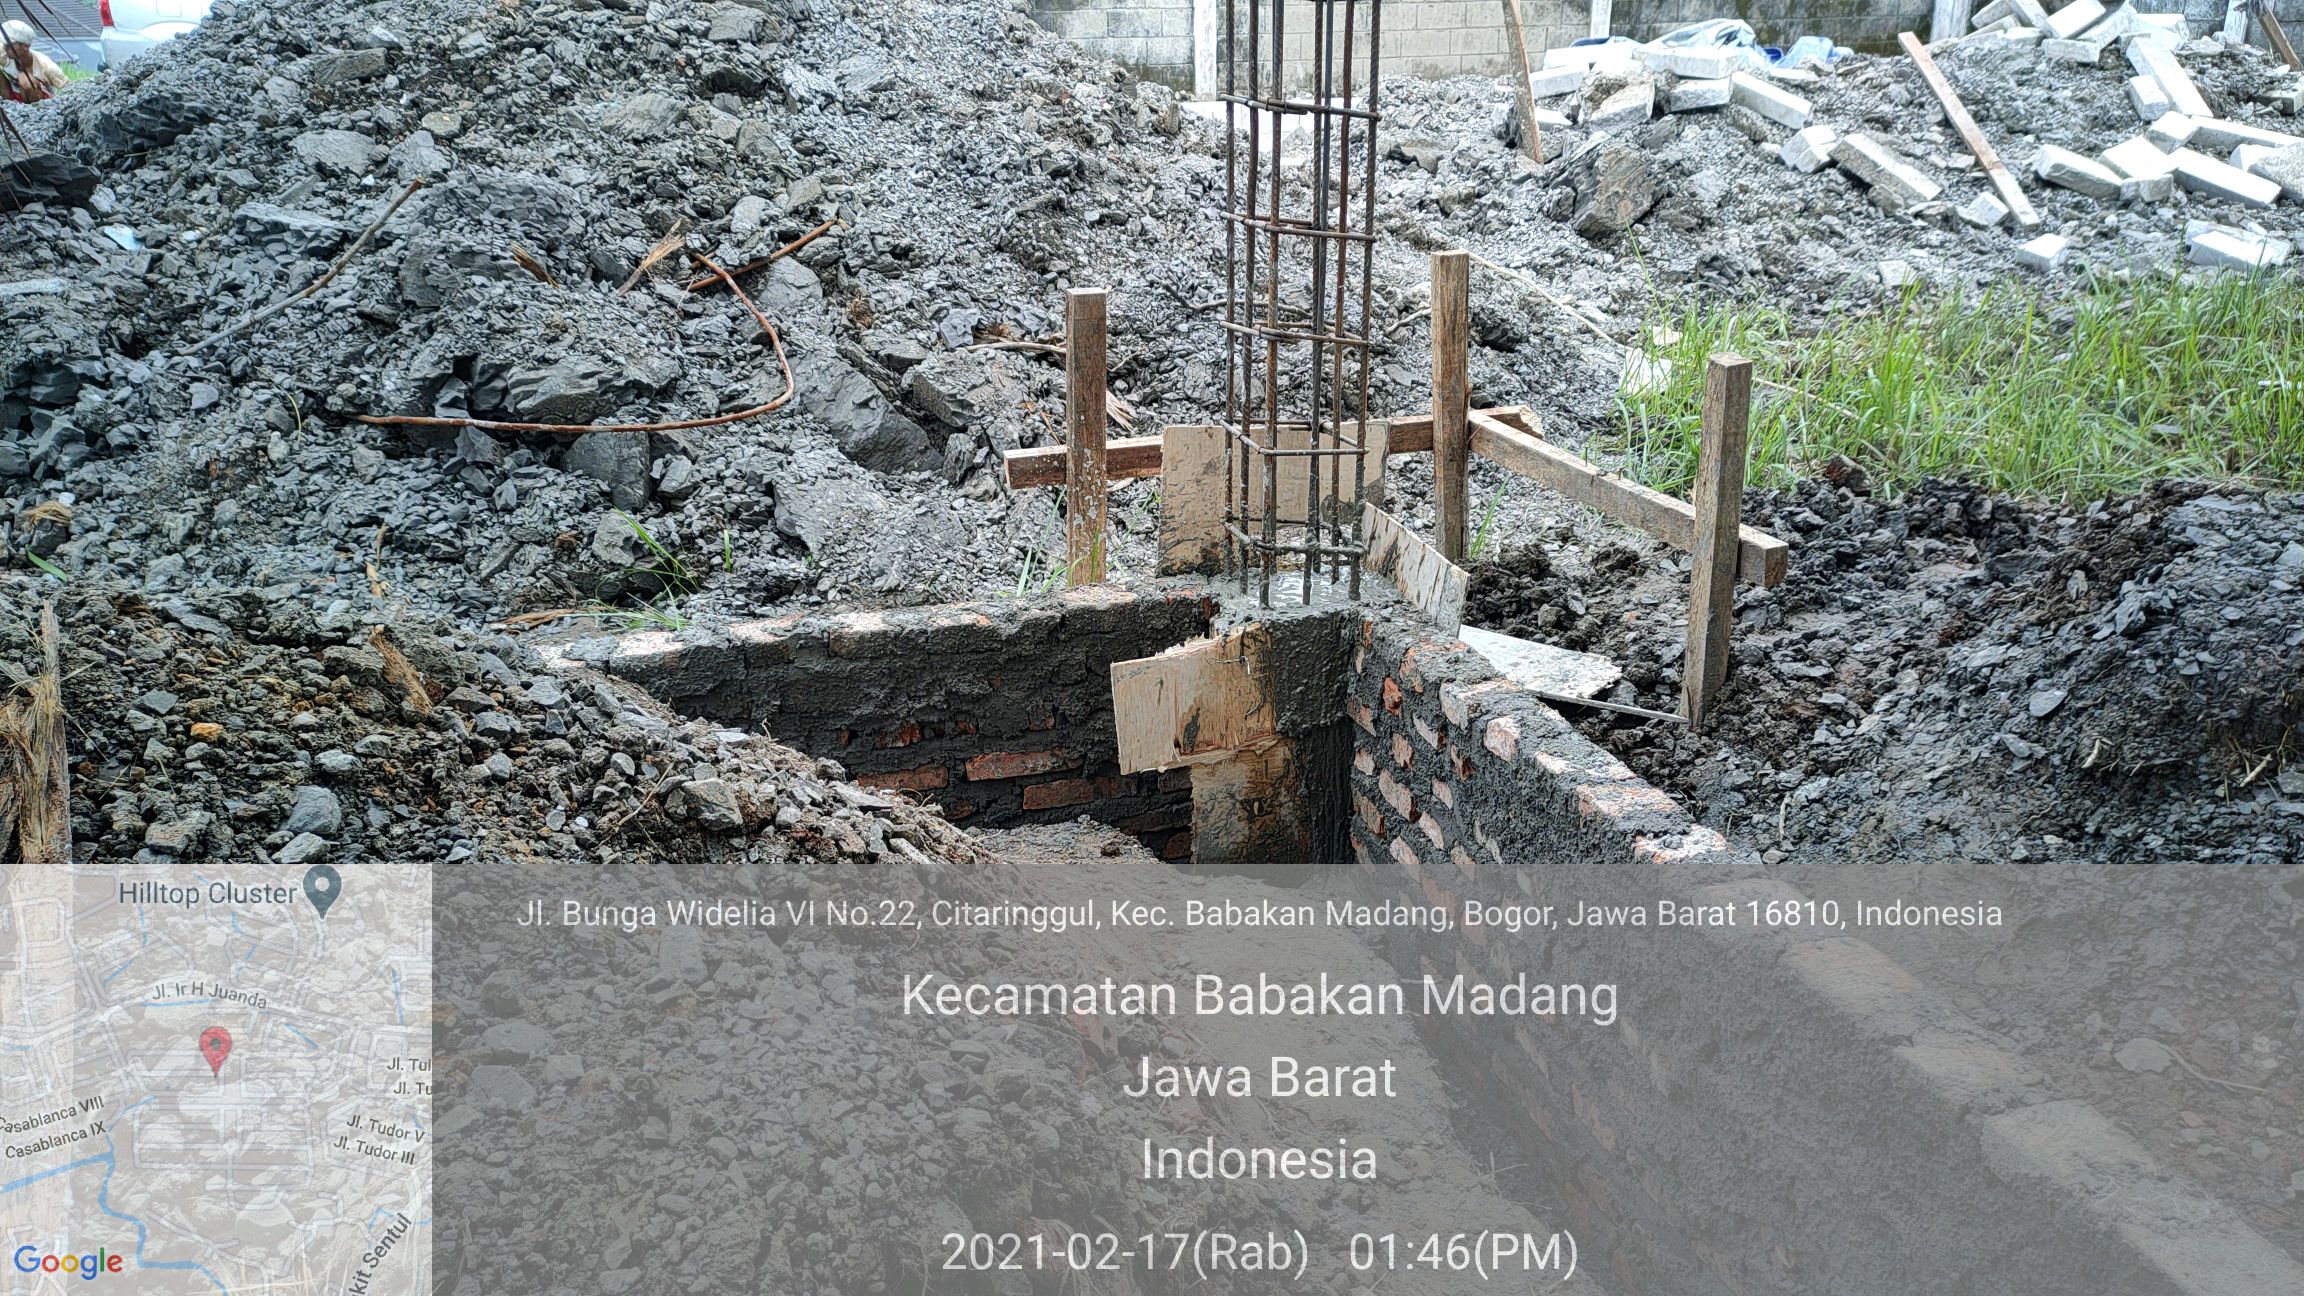 Jl. Bunga Widelia VI No.22, Citaringgul, Kec. Babakan Madang, Bogor, Jawa Barat 16810, Indonesia
Kecamatan Babakan Madang
Jawa Barat
Indonesia
2021-02-17(Rab) 01:46(PM)
Hilltop Cluster
Jl. Ir H Juanda
Jl. Tul
Jl. Tu
Casablanca VIII
Casablanca IX
Jl. Tudor V
Jl. Tudor III
kit Sentul
Google